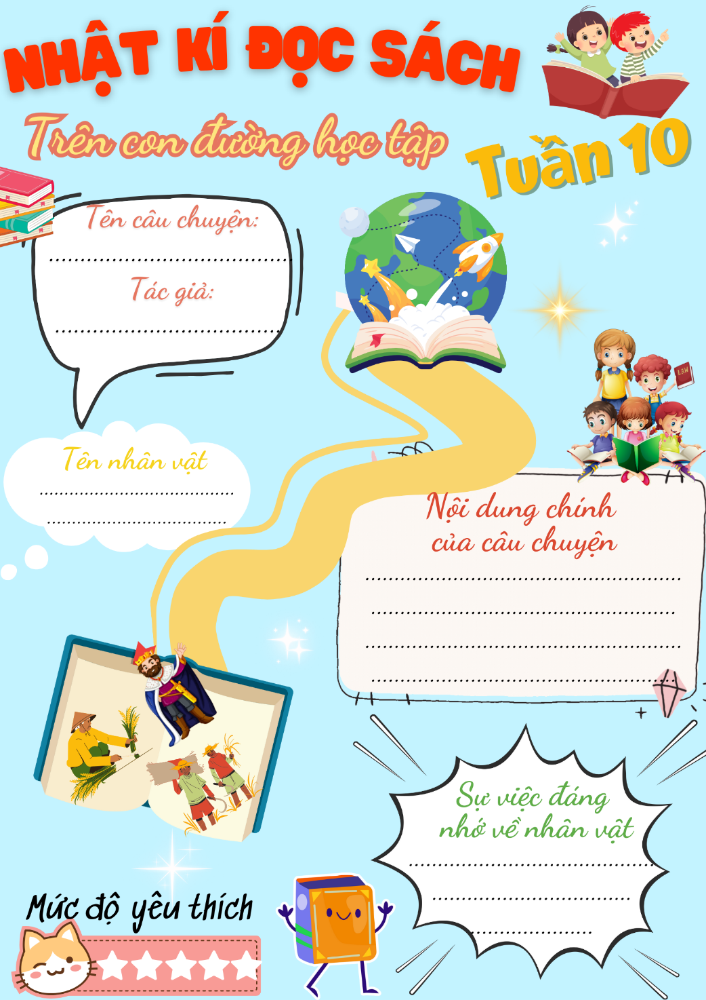 NHẬT KÍ ĐỌC SÁCH
Trên con đường học tập
Tuần 10
Tên câu chuyện:
Tác giả:
Tên nhân vật
LAW
Nội dung chính
của câu chuyện
Sự việc đáng
nhớ về nhân vật
Mức độ yêu thích